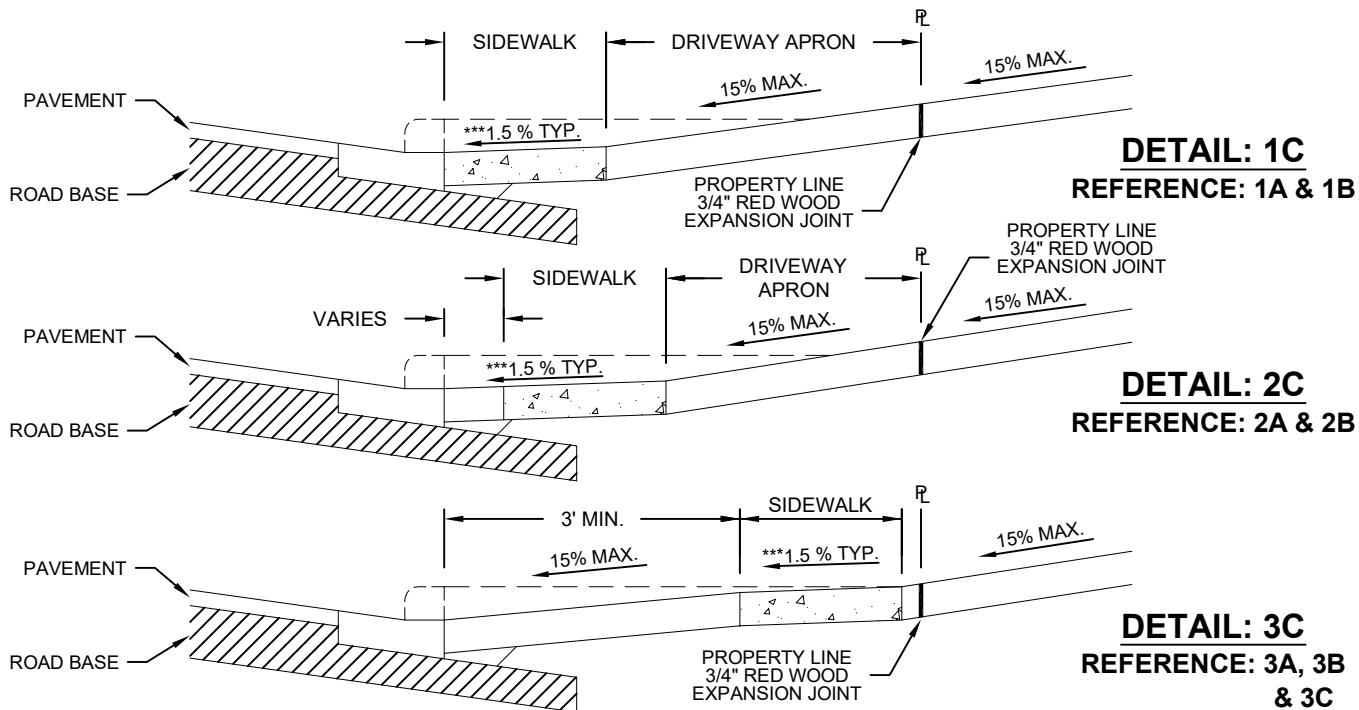 SIDEWALK
DRIVEWAY APRON
PL
15% MAX.
15% MAX.
PAVEMENT
***1.5 % TYP.
ROAD BASE
PROPERTY LINE
3/4" RED WOOD
EXPANSION JOINT
DETAIL: 1C
REFERENCE: 1A & 1B
SIDEWALK
DRIVEWAY
APRON
PL
PROPERTY LINE
3/4" RED WOOD
EXPANSION JOINT
VARIES
15% MAX.
15% MAX.
PAVEMENT
***1.5 % TYP.
ROAD BASE
DETAIL: 2C
REFERENCE: 2A & 2B
3' MIN.
SIDEWALK
PL
15% MAX.
***1.5 % TYP.
15% MAX.
PAVEMENT
ROAD BASE
PROPERTY LINE
3/4" RED WOOD
EXPANSION JOINT
DETAIL: 3C
REFERENCE: 3A, 3B
& 3C